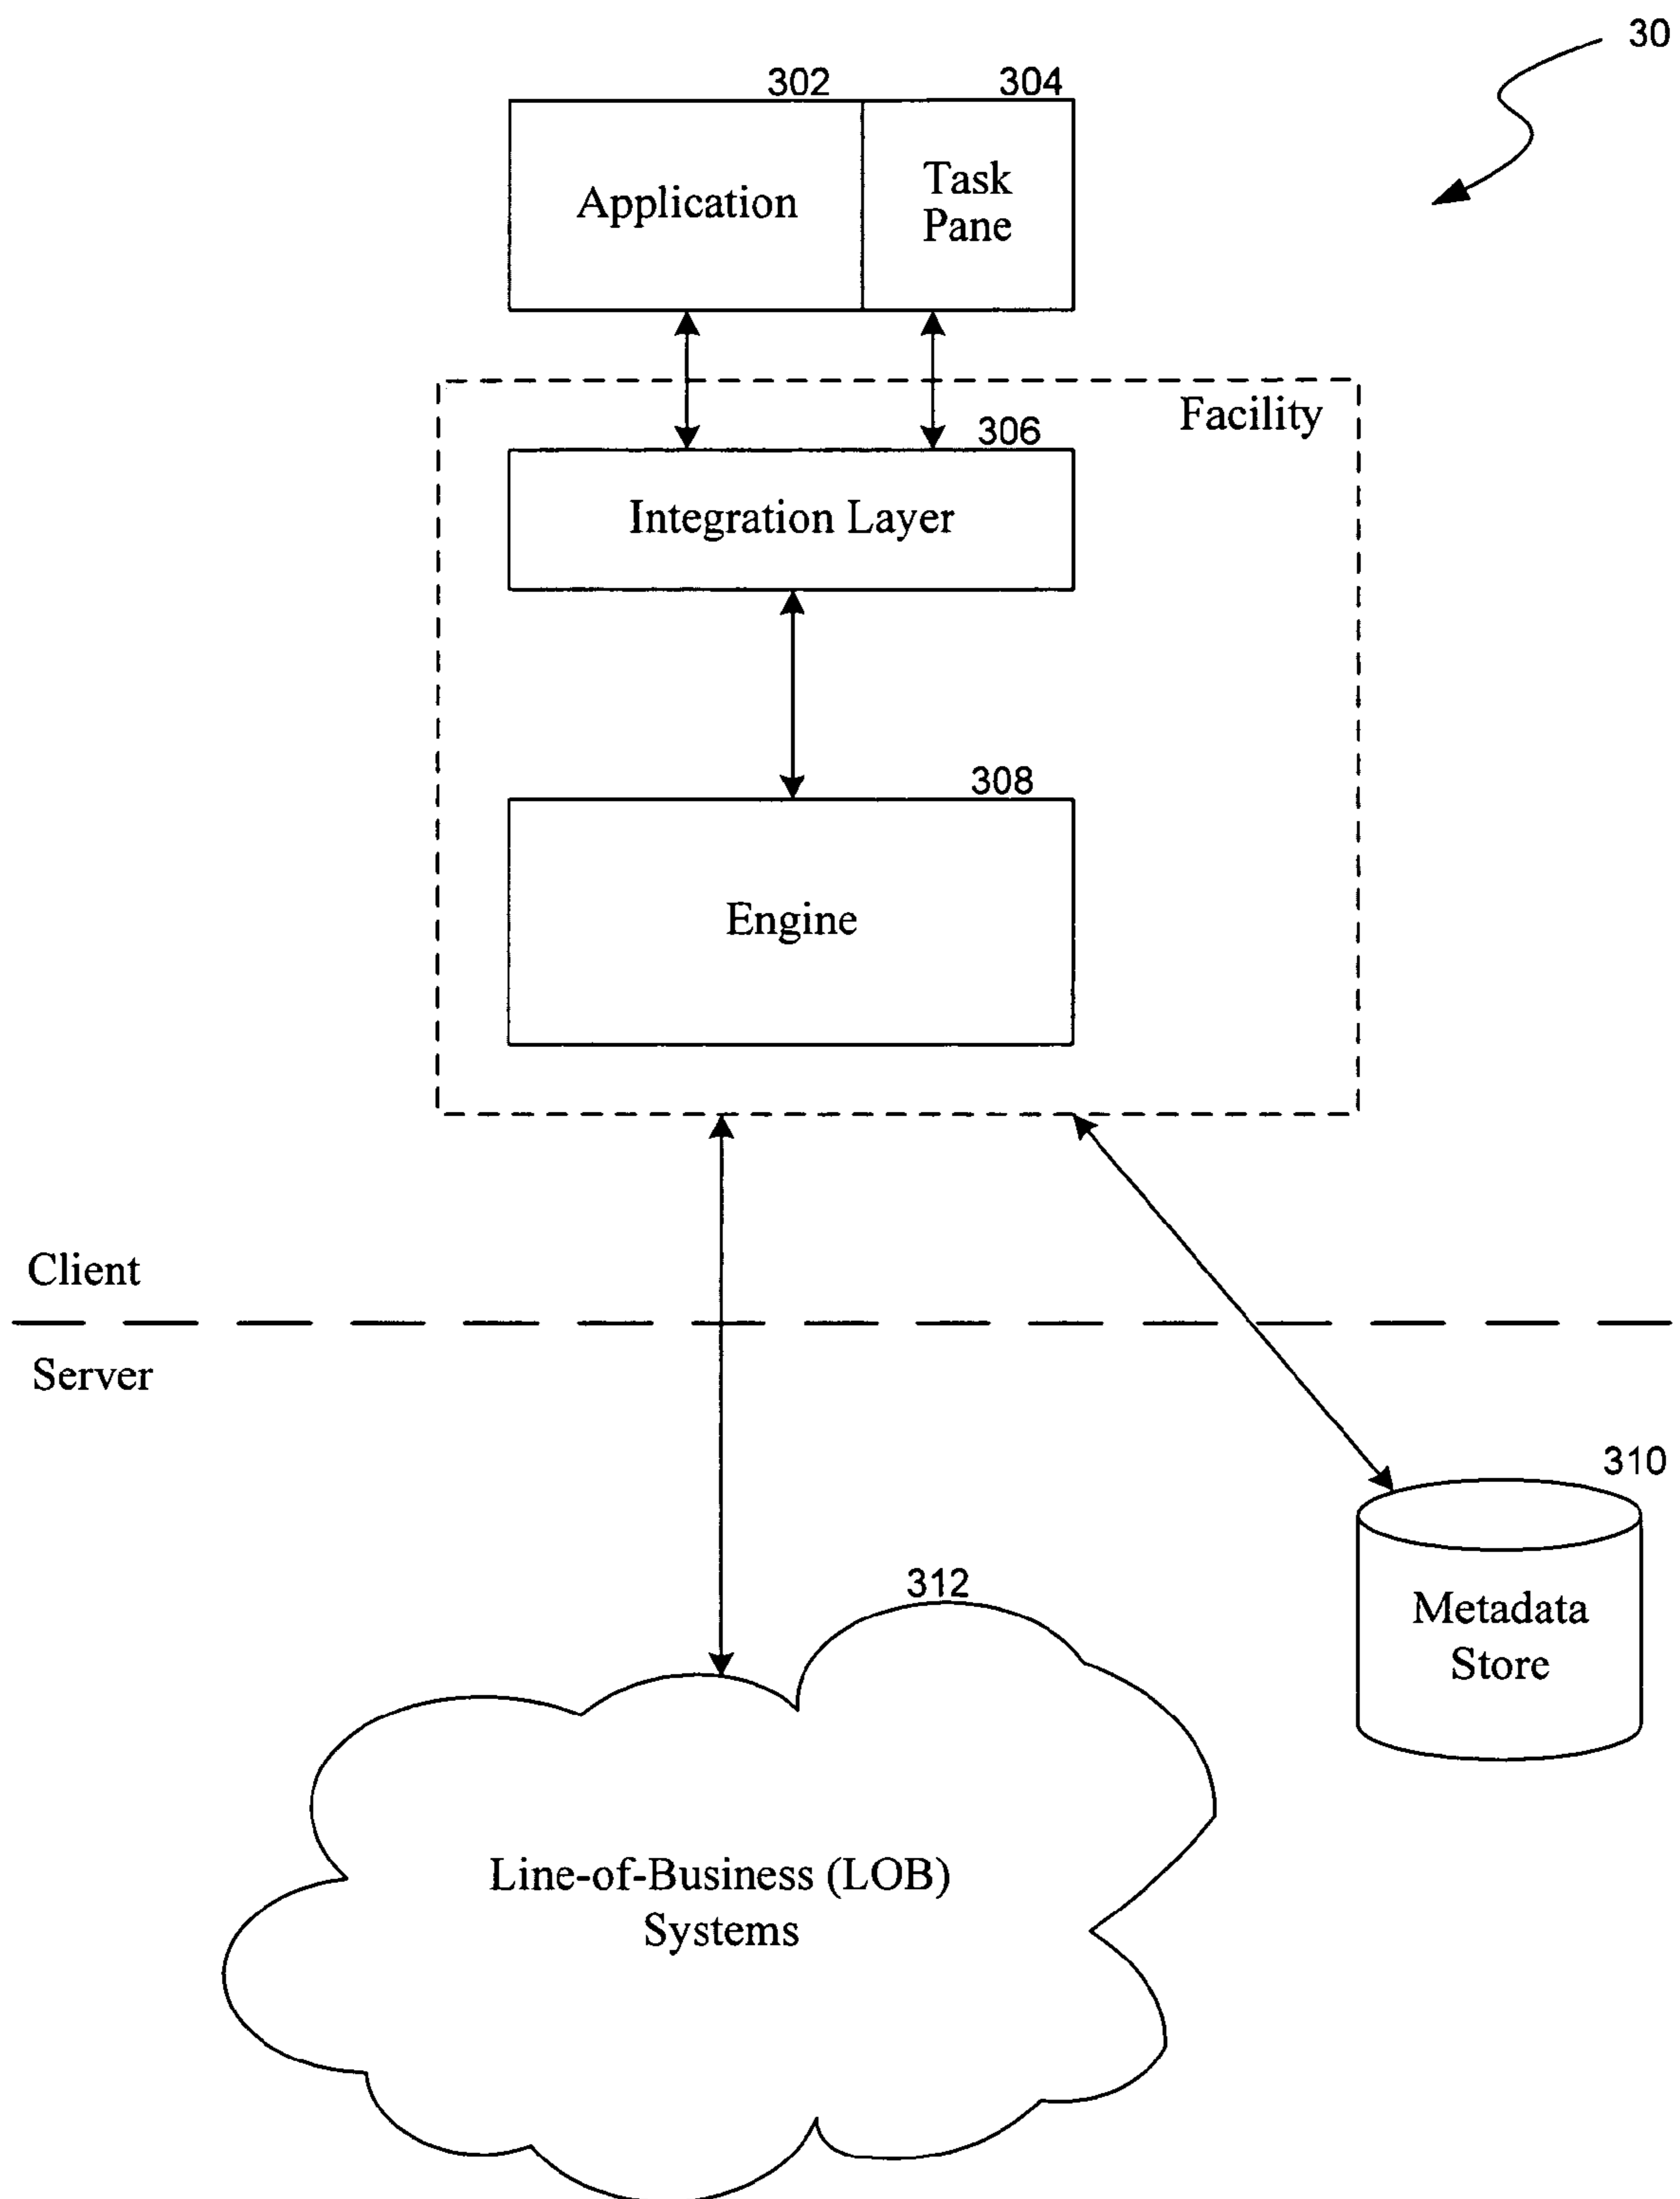 30
302
304
Application
Task
Pane
Facility
306
Integration Layer
308
Engine
Client
Server
310
Metadata
Store
312
Line-of-Business (LOB)
Systems